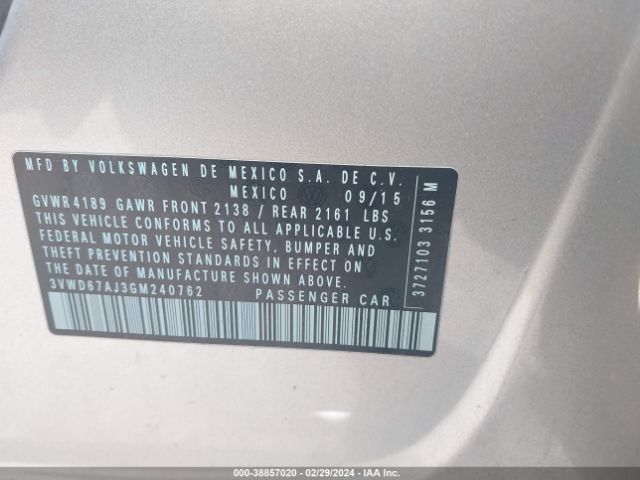 MFD BY VOLKSWAGEN DE MEXICO S.A. DE C.V.
MEXICO 09/15
GVWR 4189 GAWR FRONT 2138 / REAR 2161 LBS
THIS VEHICLE CONFORMS TO ALL APPLICABLE U.S.
FEDERAL MOTOR VEHICLE SAFETY, BUMPER AND
THEFT PREVENTION STANDARDS IN EFFECT ON
THE DATE OF MANUFACTURE SHOWN ABOVE.
3VWD67AJ3GM240762 PASSENGER CAR
3727103 3156 M
000-38857020 / 02/29/2024 - IAA Inc.